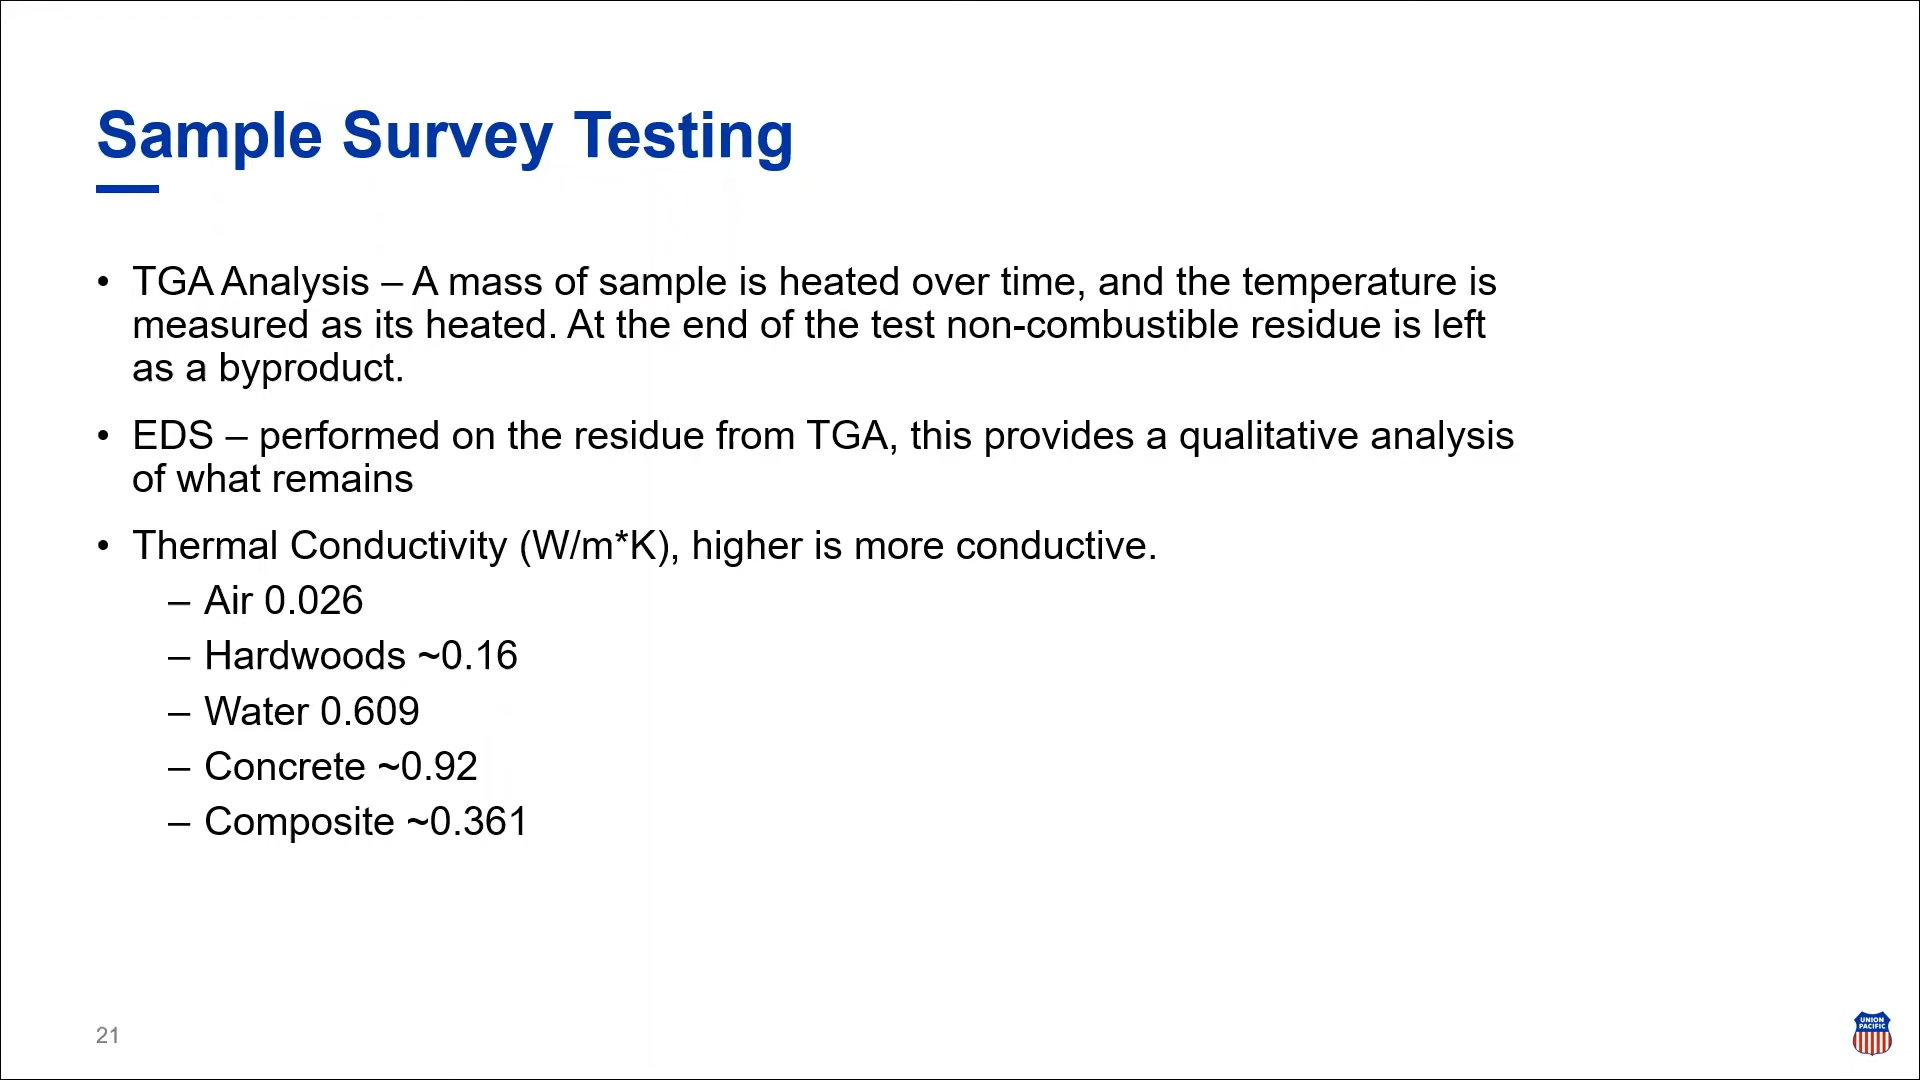 Sample Survey Testing
• TGA Analysis – A mass of sample is heated over time, and the temperature is
measured as its heated. At the end of the test non-combustible residue is left
as a byproduct.
• EDS – performed on the residue from TGA, this provides a qualitative analysis
of what remains
• Thermal Conductivity (W/m*K), higher is more conductive.
– Air 0.026
– Hardwoods ~0.16
– Water 0.609
– Concrete ~0.92
– Composite ~0.361
21
UNION
PACIFIC